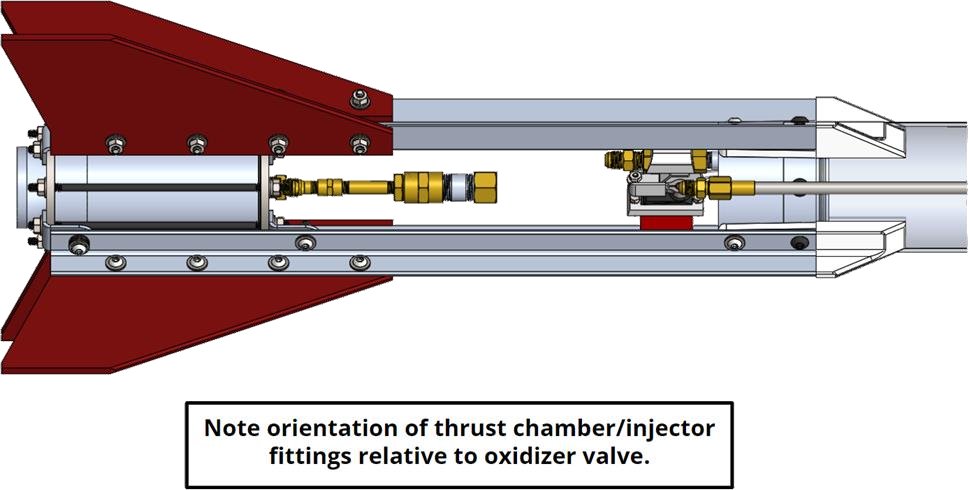 Note orientation of thrust chamber/injector
fittings relative to oxidizer valve.